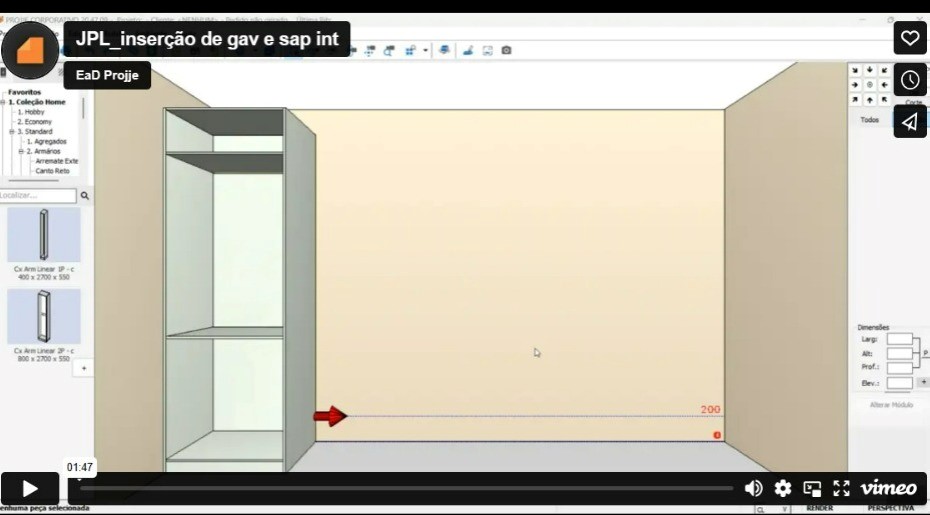 JPL_inserção de gav e sap int
EaD Projje
Favoritos
1. Coleção Home
1. Hobby
2. Economy
3. Standard
1. Agregados
2. Armários
Arremate Exte
Canto Reto
Localizar...
Cx Arm Linear 1P - c
400 x 2700 x 550
Cx Arm Linear 2P - c
800 x 2700 x 550
Corte
Todos
200
Dimensões
Larg:
Alt:
Prof.:
Elev.:
Alterar Módulo
01:47
vimeo
enhuma peça selecionada
RENDER
PERSPECTIVA